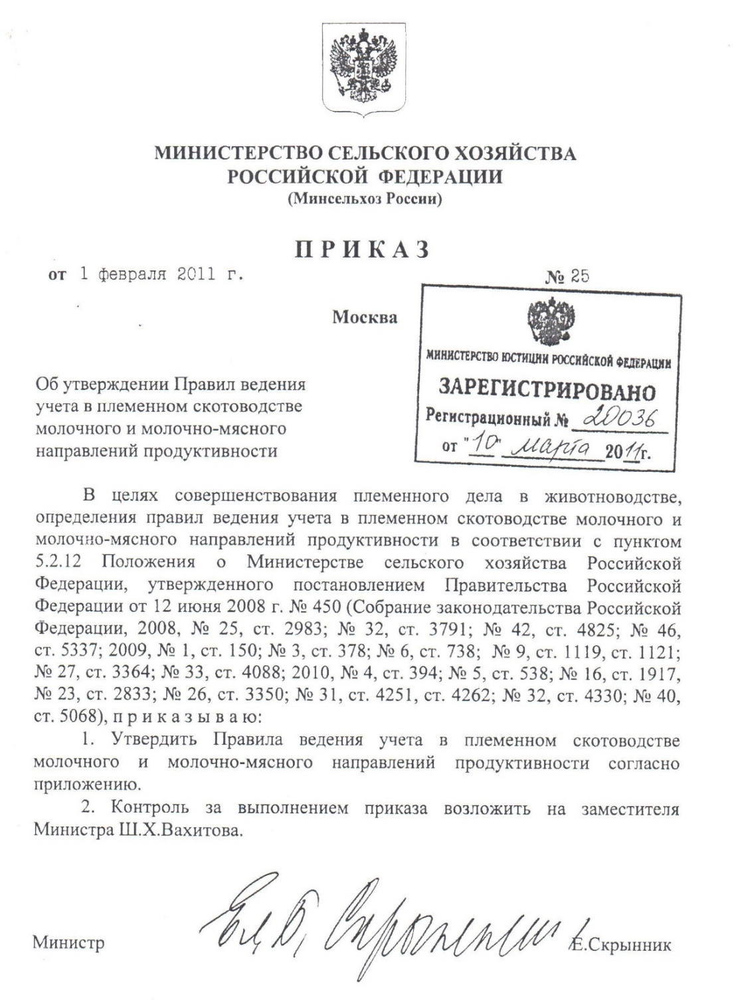 МИНИСТЕРСТВО СЕЛЬСКОГО ХОЗЯЙСТВА
РОССИЙСКОЙ ФЕДЕРАЦИИ
(Минсельхоз России)
П Р И К А З
от 1 февраля 2011 г.
№ 25
Москва
МИНИСТЕРСТВО ЮСТИЦИИ РОССИЙСКОЙ ФЕДЕРАЦИИ
ЗАРЕГИСТРИРОВАНО
Регистрационный № 20036
от "10" марта 2011г.
Об утверждении Правил ведения
учета в племенном скотоводстве
молочного и молочно-мясного
направлений продуктивности
В целях совершенствования племенного дела в животноводстве,
определения правил ведения учета в племенном скотоводстве молочного и
молочно-мясного направлений продуктивности в соответствии с пунктом
5.2.12 Положения о Министерстве сельского хозяйства Российской
Федерации, утвержденного постановлением Правительства Российской
Федерации от 12 июня 2008 г. № 450 (Собрание законодательства Российской
Федерации, 2008, № 25, ст. 2983; № 32, ст. 3791; № 42, ст. 4825; № 46,
ст. 5337; 2009, № 1, ст. 150; № 3, ст. 378; № 6, ст. 738; № 9, ст. 1119, ст. 1121;
№ 27, ст. 3364; № 33, ст. 4088; 2010, № 4, ст. 394; № 5, ст. 538; № 16, ст. 1917,
№ 23, ст. 2833; № 26, ст. 3350; № 31, ст. 4251, ст. 4262; № 32, ст. 4330; № 40,
ст. 5068), п р и к а з ы в а ю:
1. Утвердить Правила ведения учета в племенном скотоводстве
молочного и молочно-мясного направлений продуктивности согласно
приложению.
2. Контроль за выполнением приказа возложить на заместителя
Министра Ш.Х.Вахитова.
Министр
Е.Скрынник